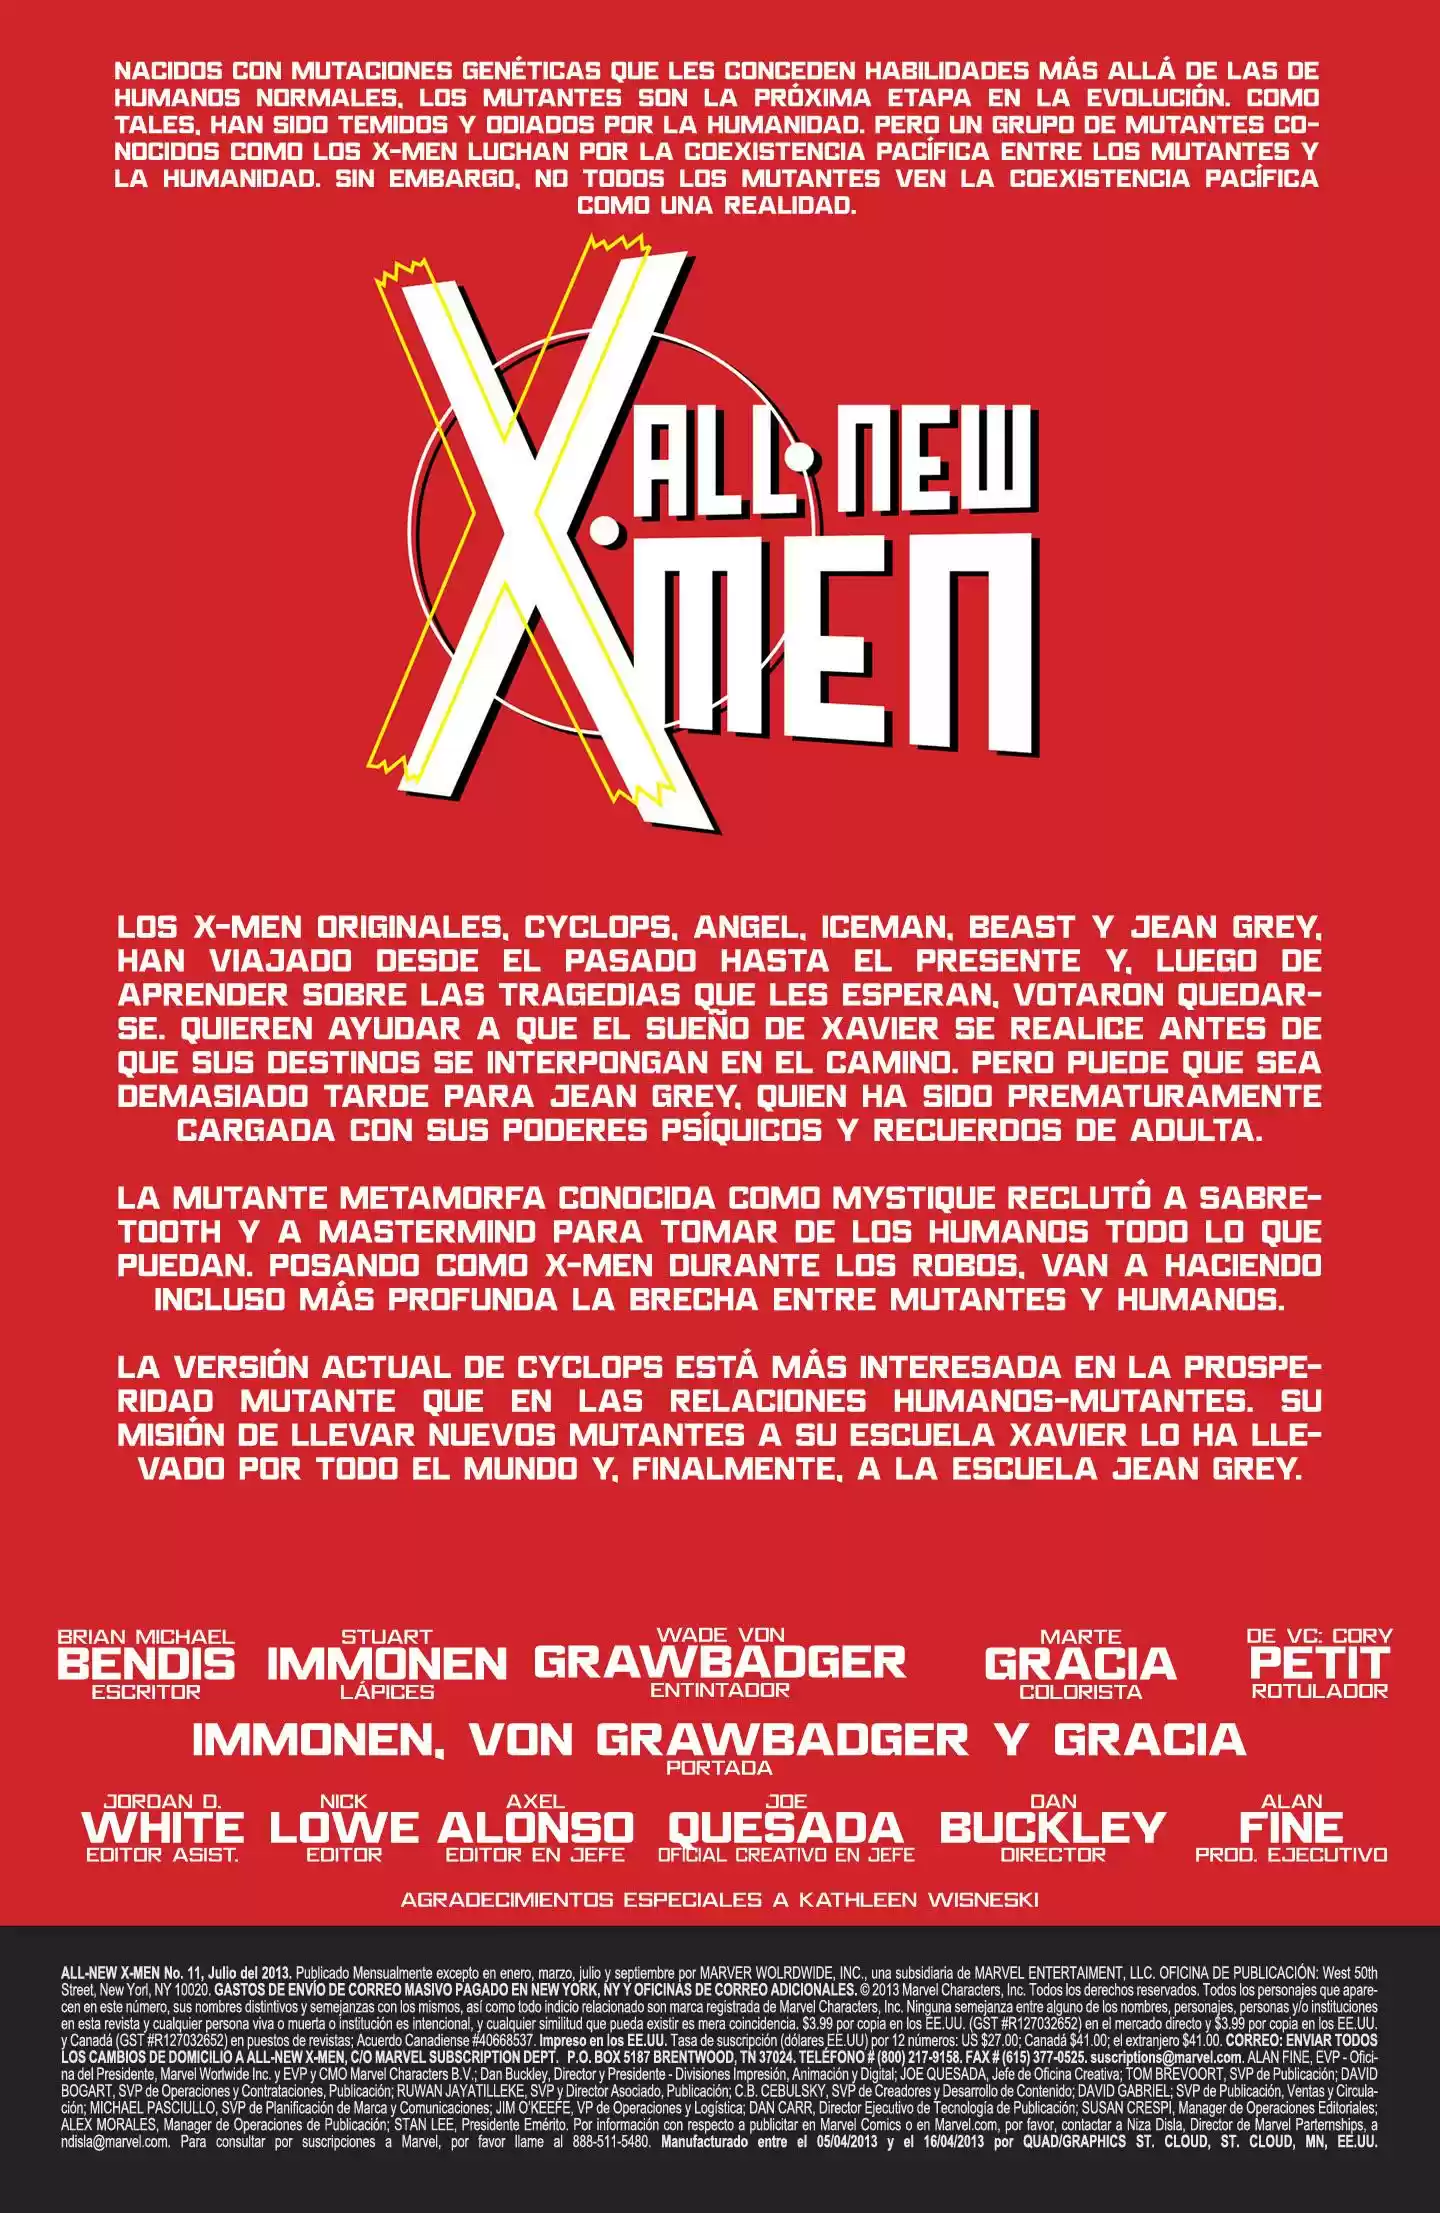 NACIDOS CON MUTACIONES GENÉTICAS QUE LES CONCEDEN HABILIDADES MÁS ALLÁ DE LAS DE
HUMANOS NORMALES, LOS MUTANTES SON LA PRÓXIMA ETAPA EN LA EVOLUCIÓN. COMO
TALES, HAN SIDO TEMIDOS Y ODIADOS POR LA HUMANIDAD. PERO UN GRUPO DE MUTANTES CO-
NOCIDOS COMO LOS X-MEN LUCHAN POR LA COEXISTENCIA PACÍFICA ENTRE LOS MUTANTES Y
LA HUMANIDAD. SIN EMBARGO, NO TODOS LOS MUTANTES VEN LA COEXISTENCIA PACÍFICA
COMO UNA REALIDAD.
ALL·NEW
X·MEN
LOS X-MEN ORIGINALES, CYCLOPS, ANGEL, ICEMAN, BEAST Y JEAN GREY,
HAN VIAJADO DESDE EL PASADO HASTA EL PRESENTE Y, LUEGO DE
APRENDER SOBRE LAS TRAGEDIAS QUE LES ESPERAN, VOTARON QUEDAR-
SE. QUIEREN AYUDAR A QUE EL SUEÑO DE XAVIER SE REALICE ANTES DE
QUE SUS DESTINOS SE INTERPONGAN EN EL CAMINO. PERO PUEDE QUE SEA
DEMASIADO TARDE PARA JEAN GREY, QUIEN HA SIDO PREMATURAMENTE
CARGADA CON SUS PODERES PSÍQUICOS Y RECUERDOS DE ADULTA.
LA MUTANTE METAMORFA CONOCIDA COMO MYSTIQUE RECLUTÓ A SABRE-
TOOTH Y A MASTERMIND PARA TOMAR DE LOS HUMANOS TODO LO QUE
PUEDAN. POSANDO COMO X-MEN DURANTE LOS ROBOS, VAN A HACIENDO
INCLUSO MÁS PROFUNDA LA BRECHA ENTRE MUTANTES Y HUMANOS.
LA VERSIÓN ACTUAL DE CYCLOPS ESTÁ MÁS INTERESADA EN LA PROSPE-
RIDAD MUTANTE QUE EN LAS RELACIONES HUMANOS-MUTANTES. SU
MISIÓN DE LLEVAR NUEVOS MUTANTES A SU ESCUELA XAVIER LO HA LLE-
VADO POR TODO EL MUNDO Y, FINALMENTE, A LA ESCUELA JEAN GREY.
BRIAN MICHAEL
BENDIS
ESCRITOR
STUART
IMMONEN
LÁPICES
WADE VON
GRAWBADGER
ENTINTADOR
MARTE
GRACIA
COLORISTA
DE VC: CORY
PETIT
ROTULADOR
IMMONEN, VON GRAWBADGER Y GRACIA
PORTADA
JORDAN D.
WHITE
EDITOR ASIST.
NICK
LOWE
EDITOR
AXEL
ALONSO
EDITOR EN JEFE
JOE
QUESADA
OFICIAL CREATIVO EN JEFE
DAN
BUCKLEY
DIRECTOR
ALAN
FINE
PROD. EJECUTIVO
AGRADECIMIENTOS ESPECIALES A KATHLEEN WISNESKI
ALL-NEW X-MEN No. 11, Julio del 2013. Publicado Mensualmente excepto en enero, marzo, julio y septiembre por MARVER WOLRDWIDE, INC., una subsidiaria de MARVEL ENTERTAIMENT, LLC. OFICINA DE PUBLICACIÓN: West 50th
Street, New Yorl, NY 10020. GASTOS DE ENVÍO DE CORREO MASIVO PAGADO EN NEW YORK, NY Y OFICINAS DE CORREO ADICIONALES. © 2013 Marvel Characters, Inc. Todos los derechos reservados. Todos los personajes que apare-
cen en este número, sus nombres distintivos y semejanzas con los mismos, así como todo indicio relacionado son marca registrada de Marvel Characters, Inc. Ninguna semejanza entre alguno de los nombres, personajes, personas y/o instituciones
en esta revista y cualquier persona viva o muerta o institución es intencional, y cualquier similitud que pueda existir es mera coincidencia. $3.99 por copia en los EE.UU. (GST #R127032652) en el mercado directo y $3.99 por copia en los EE.UU.
y Canadá (GST #R127032652) en puestos de revistas; Acuerdo Canadiense #40668537. Impreso en los EE.UU. Tasa de suscripción (dólares EE.UU) por 12 números: US $27.00; Canadá $41.00; el extranjero $41.00. CORREO: ENVIAR TODOS
LOS CAMBIOS DE DOMICILIO A ALL-NEW X-MEN, C/O MARVEL SUBSCRIPTION DEPT. P.O. BOX 5187 BRENTWOOD, TN 37024. TELÉFONO # (800) 217-9158. FAX # (615) 377-0525. suscriptions@marvel.com. ALAN FINE, EVP - Ofici-
na del Presidente, Marvel Worlwide Inc. y EVP y CMO Marvel Characters B.V.; Dan Buckley, Director y Presidente - Divisiones Impresión, Animación y Digital; JOE QUESADA, Jefe de Oficina Creativa; TOM BREVOORT, SVP de Publicación; DAVID
BOGART, SVP de Operaciones y Contrataciones, Publicación; RUWAN JAYATILLEKE, SVP y Director Asociado, Publicación; C.B. CEBULSKY, SVP de Creadores y Desarrollo de Contenido; DAVID GABRIEL; SVP de Publicación, Ventas y Circula-
ción; MICHAEL PASCIULLO, SVP de Planificación de Marca y Comunicaciones; JIM O'KEEFE, VP de Operaciones y Logística; DAN CARR, Director Ejecutivo de Tecnología de Publicación; SUSAN CRESPI, Manager de Operaciones Editoriales;
ALEX MORALES, Manager de Operaciones de Publicación; STAN LEE, Presidente Emérito. Por información con respecto a publicitar en Marvel Comics o en Marvel.com, por favor, contactar a Niza Disla, Director de Marvel Parternships, a
ndisla@marvel.com. Para consultar por suscripciones a Marvel, por favor llame al 888-511-5480. Manufacturado entre el 05/04/2013 y el 16/04/2013 por QUAD/GRAPHICS ST. CLOUD, ST. CLOUD, MN, EE.UU.